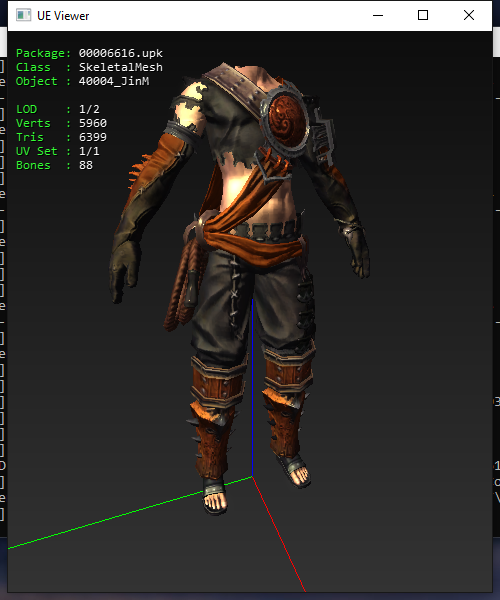 UE Viewer
Package: 00006616.upk
Class : SkeletalMesh
Object : 40004_JinM
LOD : 1/2
Verts : 5960
Tris : 6399
UV Set : 1/1
Bones : 88